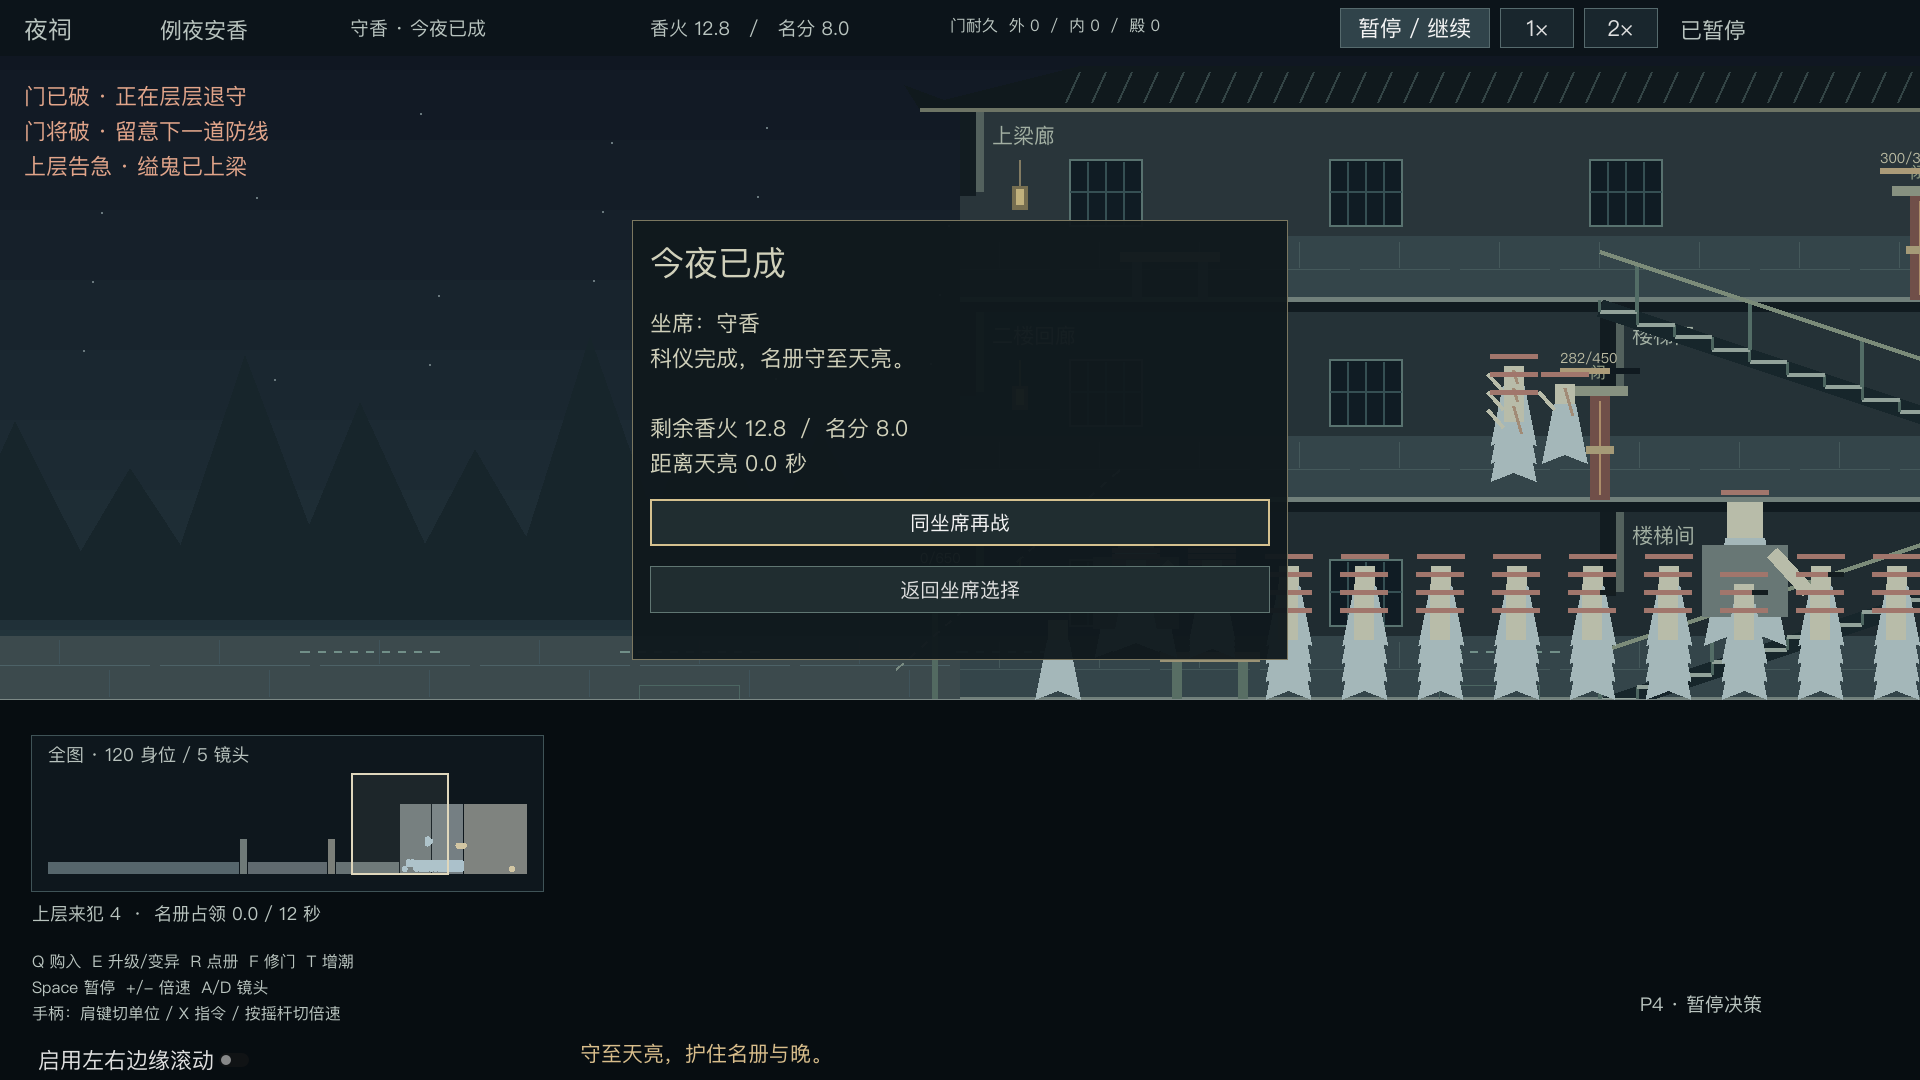 夜祠
例夜安香
守香 · 今夜已成
香火 12.8 / 名分 8.0
门耐久 外 0 / 内 0 / 殿 0
暂停 / 继续
1×
2×
已暂停
门已破 · 正在层层退守
门将破 · 留意下一道防线
上层告急 · 缢鬼已上梁
上梁廊
300/3
今夜已成
坐席：守香
科仪完成，名册守至天亮。
剩余香火 12.8 / 名分 8.0
距离天亮 0.0 秒
同坐席再战
返回坐席选择
二楼回廊
282/450
闭
楼梯间
全图 · 120 身位 / 5 镜头
上层来犯 4 · 名册占领 0.0 / 12 秒
Q 购入 E 升级/变异 R 点册 F 修门 T 增潮
Space 暂停 +/− 倍速 A/D 镜头
手柄：肩键切单位 / X 指令 / 按摇杆切倍速
启用左右边缘滚动
守至天亮，护住名册与晚。
P4 · 暂停决策